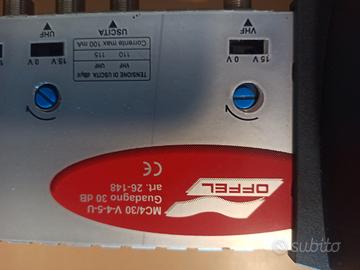 OFFEL
MC4/30 V-4-5-U
Guadagno 30 dB
art. 26-148
CE
TENSIONE DI USCITA dBµV
VHF UHF
110 115
Corrente max 100 mA
USCITA
15 V 0 V
VHF
15 V 0 V
UHF
0 V
subito